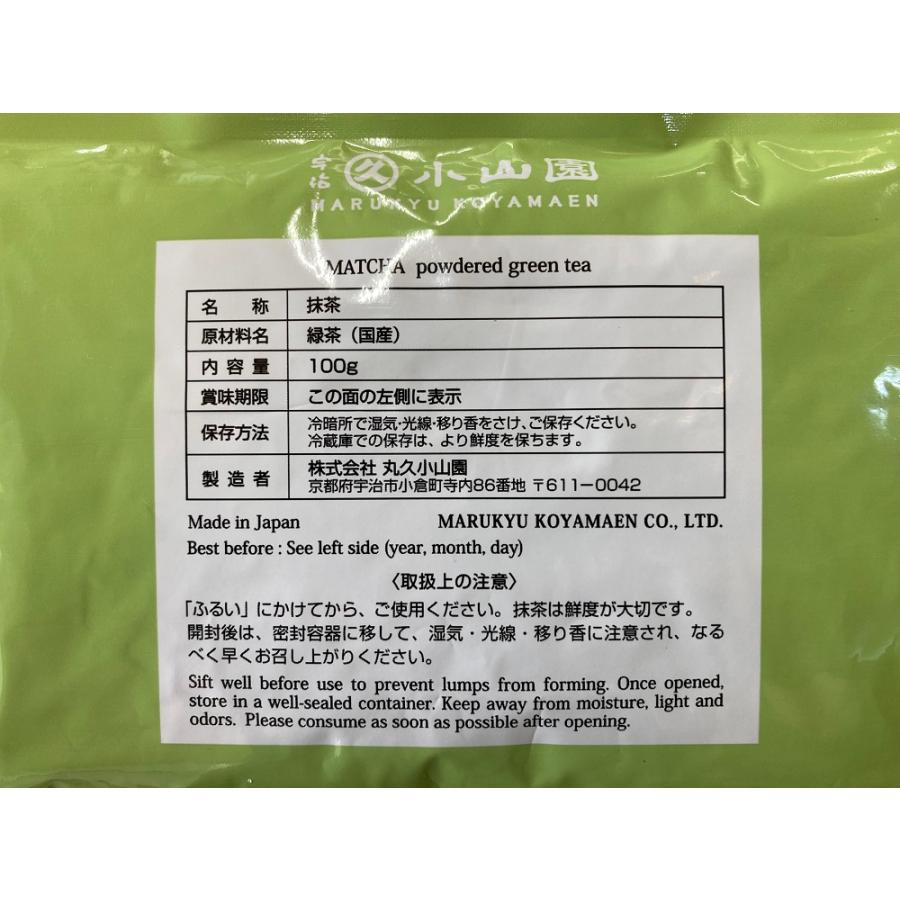 宇治 久 小山園
MARUKYU KOYAMAEN
MATCHA powdered green tea
名 称 抹茶
原材料名 緑茶（国産）
内容量 100g
賞味期限 この面の左側に表示
保存方法 冷暗所で湿気・光線・移り香をさけ、ご保存ください。
冷蔵庫での保存は、より鮮度を保ちます。
製造者 株式会社 丸久小山園
京都府宇治市小倉町寺内86番地 〒611-0042
Made in Japan MARUKYU KOYAMAEN CO., LTD.
Best before : See left side (year, month, day)
〈取扱上の注意〉
「ふるい」にかけてから、ご使用ください。抹茶は鮮度が大切です。
開封後は、密封容器に移して、湿気・光線・移り香に注意され、なる
べく早くお召し上がりください。
Sift well before use to prevent lumps from forming. Once opened,
store in a well-sealed container. Keep away from moisture, light and
odors. Please consume as soon as possible after opening.